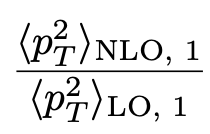 ⟨p_T^2⟩_{NLO, 1}
⟨p_T^2⟩_{LO, 1}